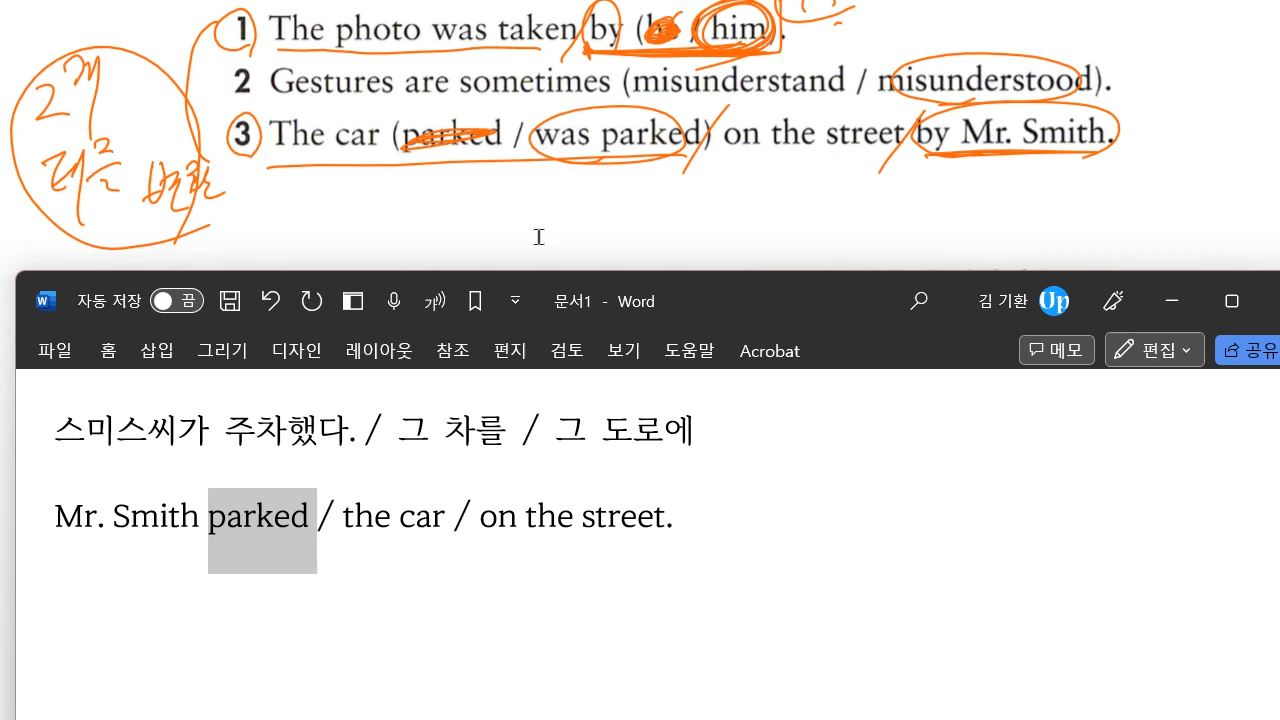 1 The photo was taken by (he / him).
2 Gestures are sometimes (misunderstand / misunderstood).
3 The car (parked / was parked) on the street by Mr. Smith.
2개
태를
자동 저장 끔 문서1 - Word 김 기환
파일 홈 삽입 그리기 디자인 레이아웃 참조 편지 검토 보기 도움말 Acrobat 메모 편집 공유
스미스씨가 주차했다. / 그 차를 / 그 도로에
Mr. Smith parked / the car / on the street.